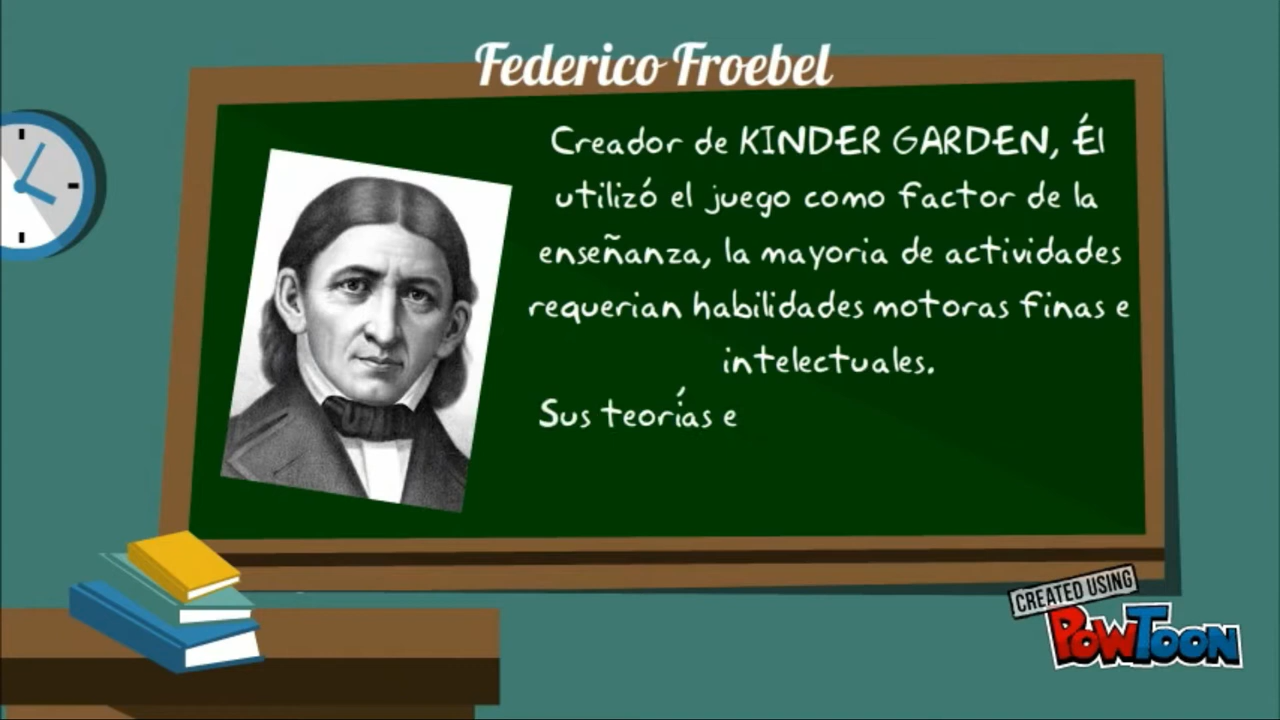 Federico Froebel
Creador de KINDER GARDEN, Él
utilizó el juego como factor de la
enseñanza, la mayoria de actividades
requerian habilidades motoras finas e
intelectuales.
Sus teorías e
CREATED USING
POWTOON